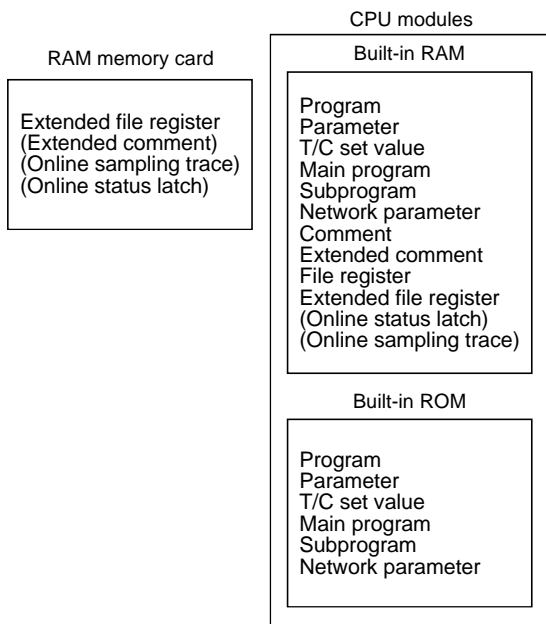 RAM memory card
Extended file register
(Extended comment)
(Online sampling trace)
(Online status latch)
CPU modules
Built-in RAM
Program
Parameter
T/C set value
Main program
Subprogram
Network parameter
Comment
Extended comment
File register
Extended file register
(Online status latch)
(Online sampling trace)
Built-in ROM
Program
Parameter
T/C set value
Main program
Subprogram
Network parameter